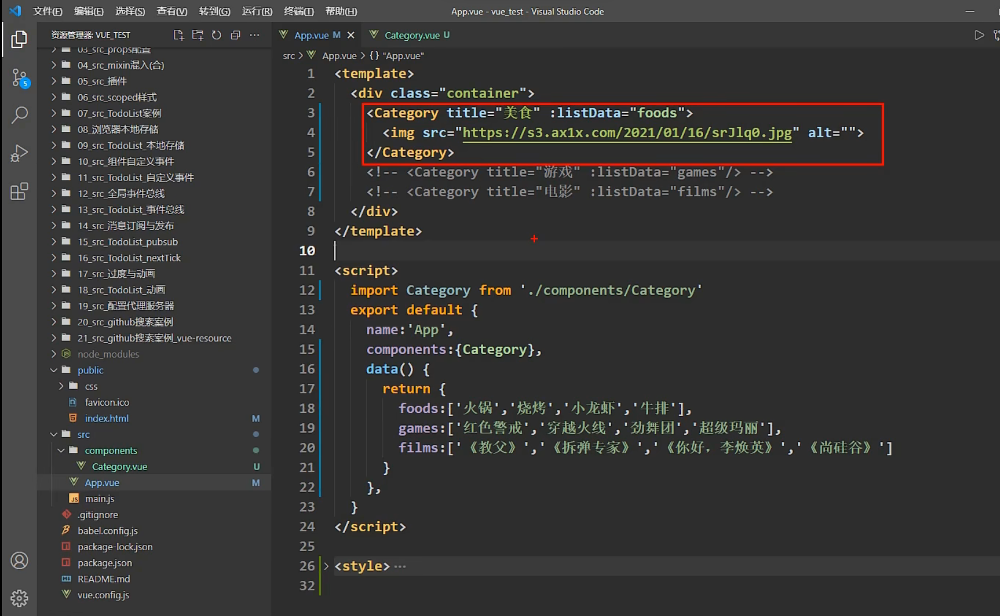 文件(F) 编辑(E) 选择(S) 查看(V) 转到(G) 运行(R) 终端(T) 帮助(H) App.vue - vue_test - Visual Studio Code
资源管理器: VUE_TEST
03_src_props配置
04_src_mixin混入(合)
05_src_插件
06_src_scoped样式
07_src_TodoList案例
08_浏览器本地存储
09_src_TodoList_本地存储
10_src_组件自定义事件
11_src_TodoList_自定义事件
12_src_全局事件总线
13_src_TodoList_事件总线
14_src_消息订阅与发布
15_src_TodoList_pubsub
16_src_TodoList_nextTick
17_src_过度与动画
18_src_TodoList_动画
19_src_配置代理服务器
20_src_github搜索案例
21_src_github搜索案例_vue-resource
node_modules
public
css
favicon.ico
index.html M
src
components
Category.vue U
App.vue M
main.js
.gitignore
babel.config.js
package-lock.json
package.json
README.md
vue.config.js
5
App.vue M Category.vue U
src > App.vue > {} "App.vue"
1 <template>
2 <div class="container">
3 <Category title="美食" :listData="foods">
4 <img src="https://s3.ax1x.com/2021/01/16/srJlq0.jpg" alt="">
5 </Category>
6 <!-- <Category title="游戏" :listData="games"/> -->
7 <!-- <Category title="电影" :listData="films"/> -->
8 </div>
9 </template>
10
11 <script>
12 import Category from './components/Category'
13 export default {
14 name:'App',
15 components:{Category},
16 data() {
17 return {
18 foods:['火锅','烧烤','小龙虾','牛排'],
19 games:['红色警戒','穿越火线','劲舞团','超级玛丽'],
20 films:['《教父》','《拆弹专家》','《你好，李焕英》','《尚硅谷》']
21 }
22 },
23 }
24 </script>
25
26 <style>···
32